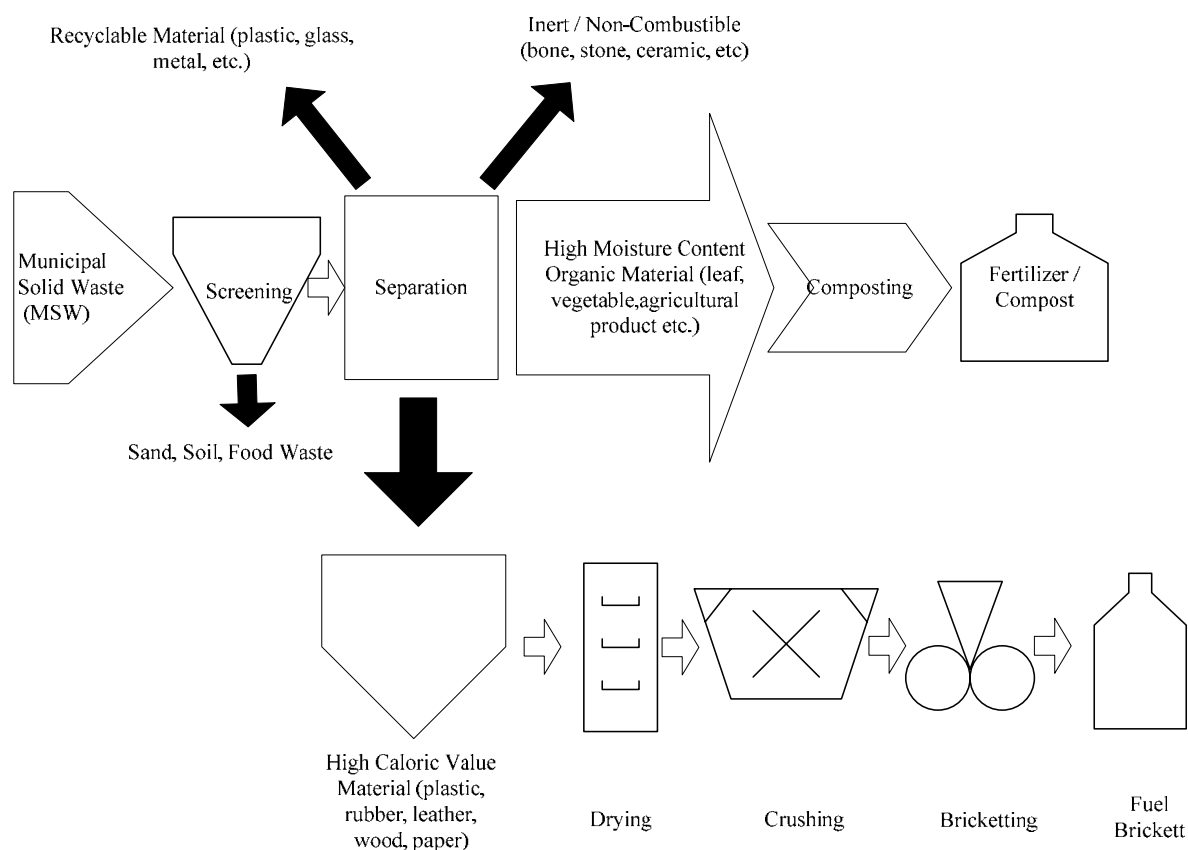 Recyclable Material (plastic, glass,
metal, etc.)
Inert / Non-Combustible
(bone, stone, ceramic, etc)
Municipal
Solid Waste
(MSW)
Screening
Separation
High Moisture Content
Organic Material (leaf,
vegetable,agricultural
product etc.)
Composting
Fertilizer /
Compost
Sand, Soil, Food Waste
High Caloric Value
Material (plastic,
rubber, leather,
wood, paper)
Drying
Crushing
Bricketting
Fuel
Brickett